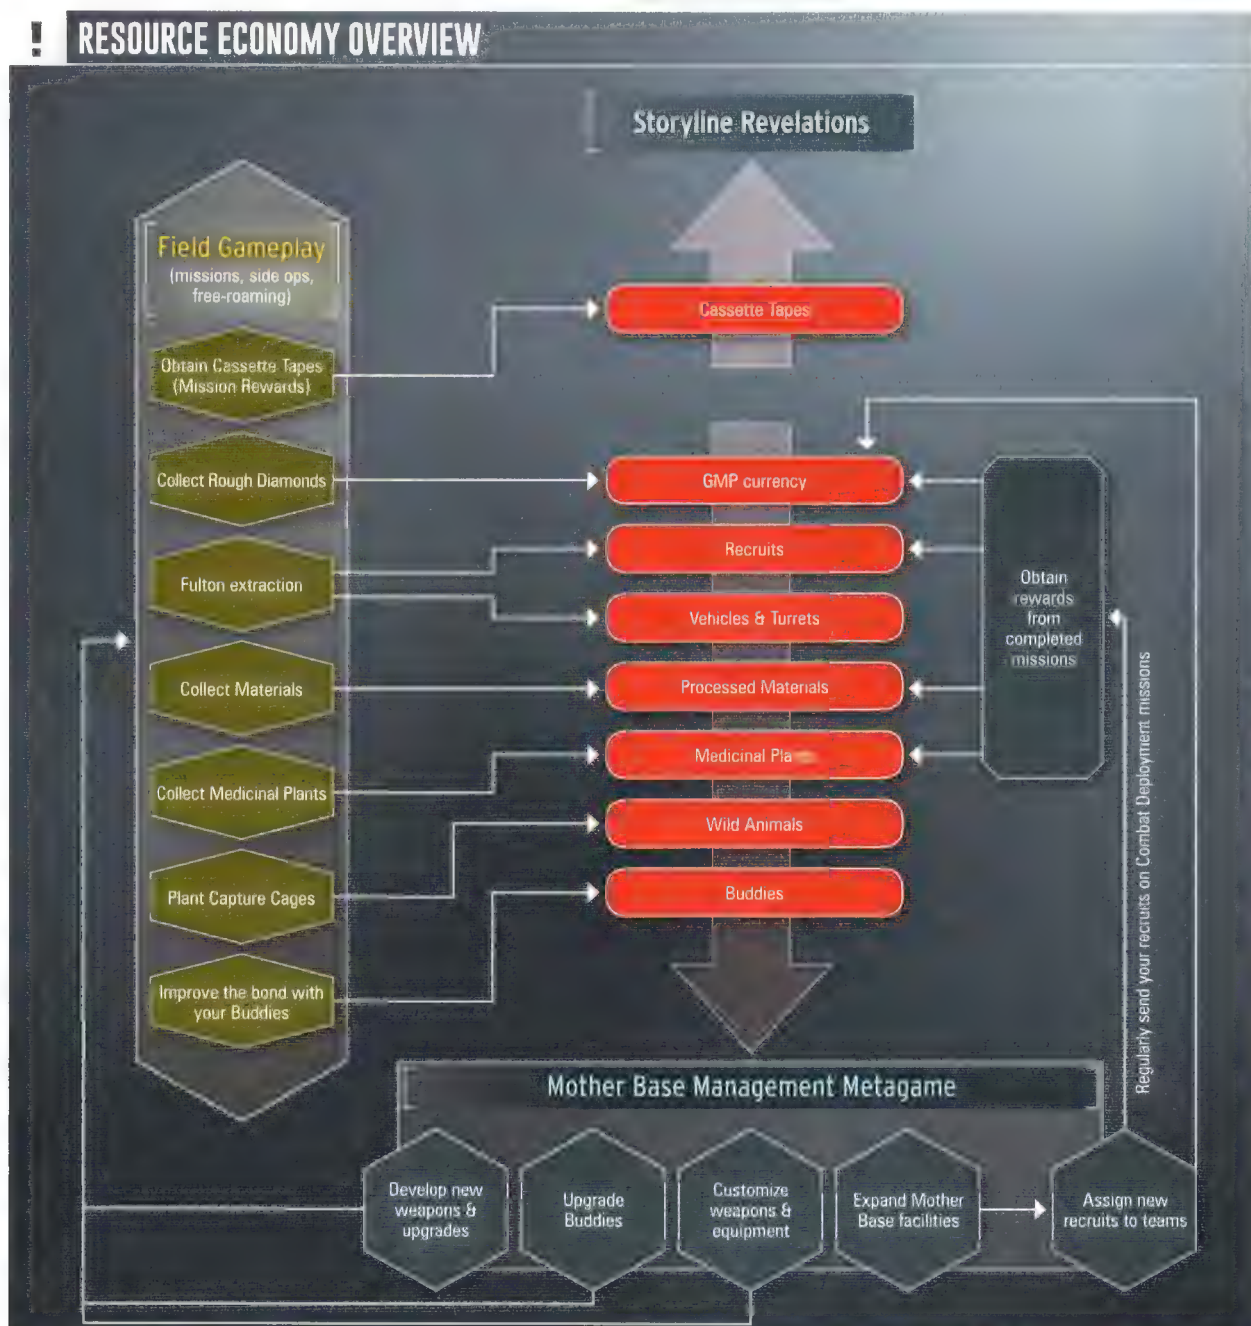 ! RESOURCE ECONOMY OVERVIEW
Storyline Revelations
Field Gameplay
(missions, side ops,
free-roaming)
Cassette Tapes
Obtain Cassette Tapes
(Mission Rewards)
Collect Rough Diamonds
GMP currency
Recruits
Fulton extraction
Vehicles & Turrets
Obtain
rewards
from
completed
missions
Collect Materials
Processed Materials
Medicinal
Collect Medicinal Plants
Wild Animals
Plant Capture Cages
Buddies
Improve the bond with
your Buddies
Regularly send your recruits on Combat Deployment missions
Mother Base Management Metagame
Develop new
weapons &
upgrades
Upgrade
Buddies
Customize
weapons &
equipment
Expand Mother
Base facilities
Assign new
recruits to teams